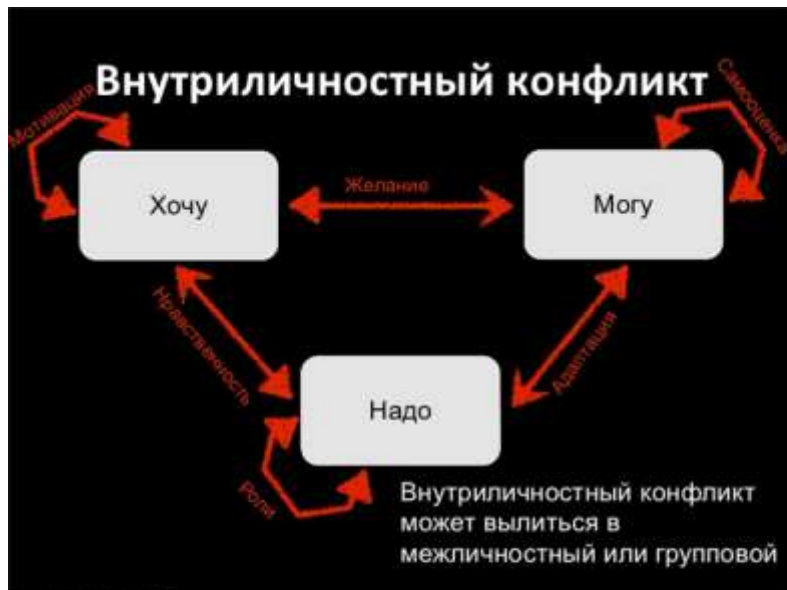 Внутриличностный конфликт
Мотивация
Самооценка
Хочу
Желание
Могу
Нравственность
Адаптация
Надо
Роли
Внутриличностный конфликт
может вылиться в
межличностный или групповой